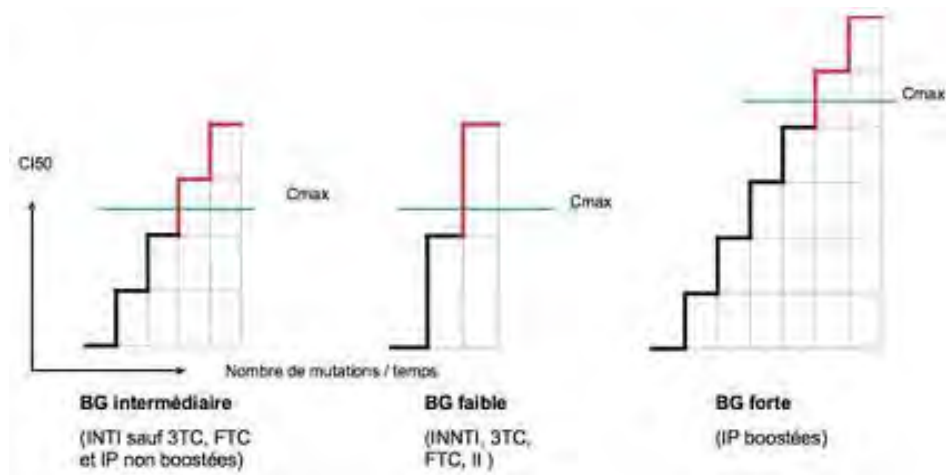 Cmax
CI50
Cmax
Cmax
Nombre de mutations / temps
BG intermédiaire
(INTI sauf 3TC, FTC
et IP non boostées)
BG faible
(INNTI, 3TC,
FTC, II )
BG forte
(IP boostées)